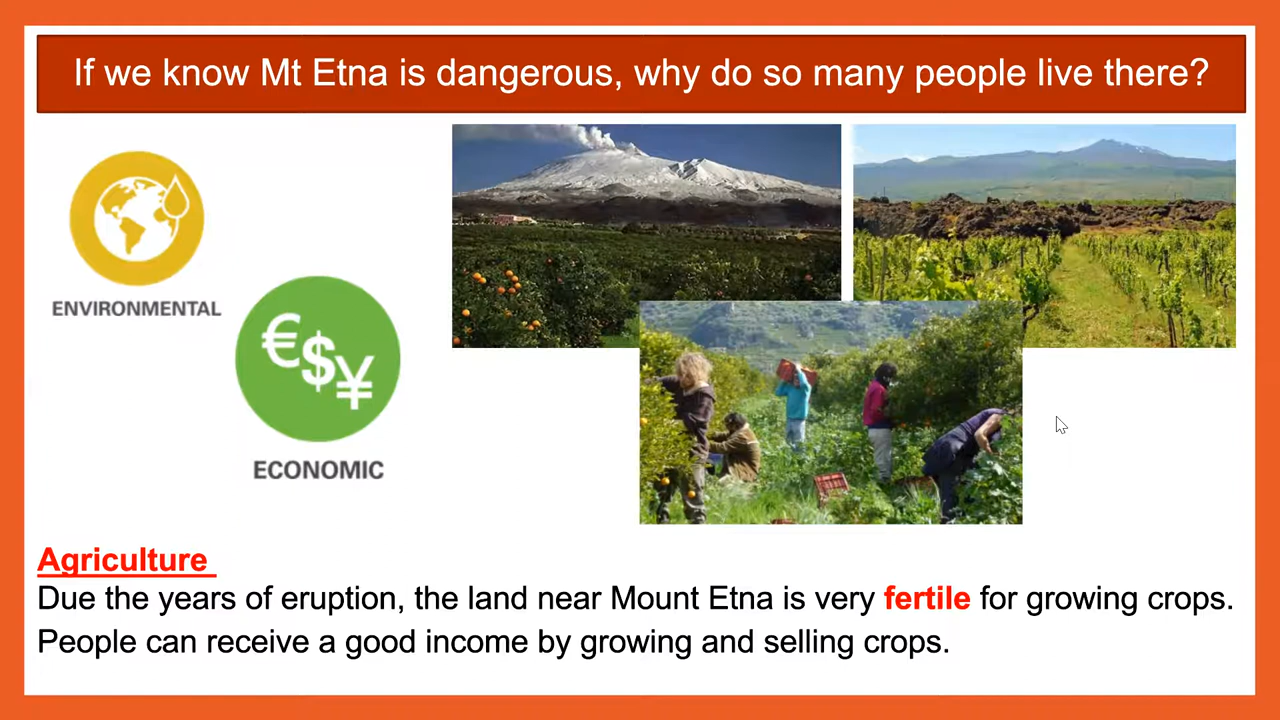 If we know Mt Etna is dangerous, why do so many people live there?
ENVIRONMENTAL
€$¥
ECONOMIC
Agriculture
Due the years of eruption, the land near Mount Etna is very fertile for growing crops.
People can receive a good income by growing and selling crops.